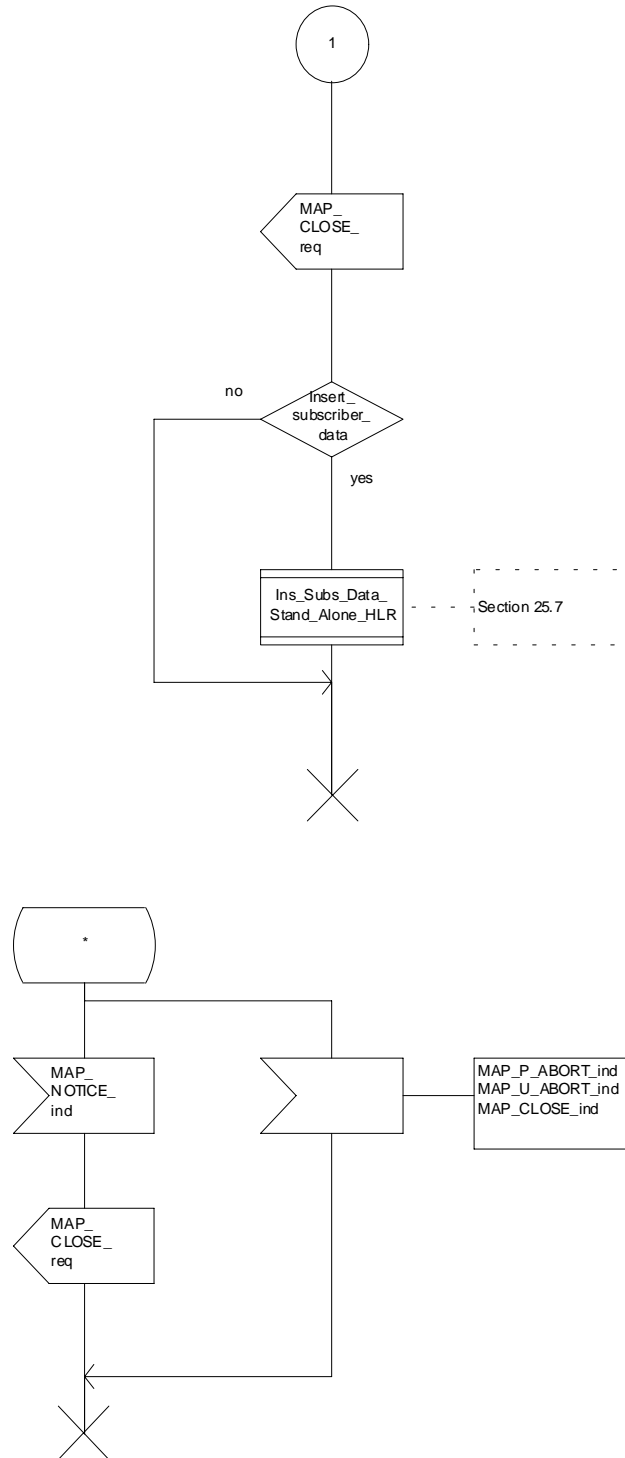 1
MAP_
CLOSE_
req
no
Insert_
subscriber_
data
yes
Ins_Subs_Data_
Stand_Alone_HLR
Section 25.7
*
MAP_
NOTICE_
ind
MAP_P_ABORT_ind
MAP_U_ABORT_ind
MAP_CLOSE_ind
MAP_
CLOSE_
req